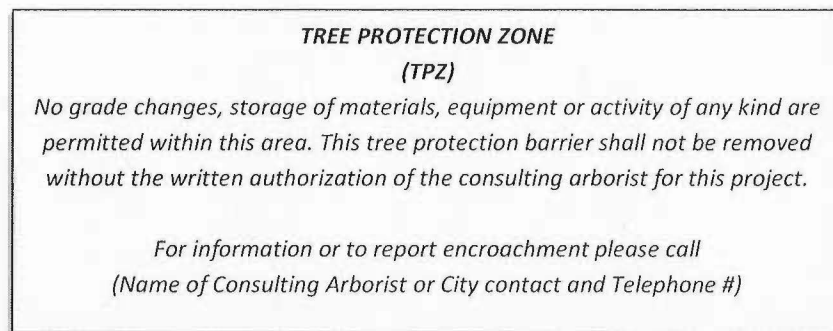 TREE PROTECTION ZONE
(TPZ)
No grade changes, storage of materials, equipment or activity of any kind are
permitted within this area. This tree protection barrier shall not be removed
without the written authorization of the consulting arborist for this project.
For information or to report encroachment please call
(Name of Consulting Arborist or City contact and Telephone #)